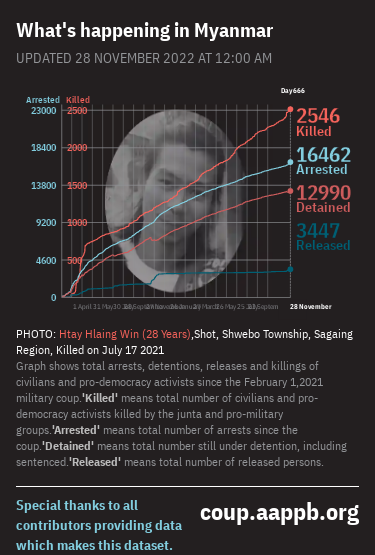 What's happening in Myanmar
UPDATED 28 NOVEMBER 2022 AT 12:00 AM
Day666
Arrested Killed
23000 2500
18400 2000
13800 1500
9200 1000
4600 500
0
2546
Killed
16462
Arrested
12990
Detained
3447
Released
28 November
PHOTO: Htay Hlaing Win (28 Years),Shot, Shwebo Township, Sagaing
Region, Killed on July 17 2021
Graph shows total arrests, detentions, releases and killings of
civilians and pro-democracy activists since the February 1,2021
military coup.'Killed' means total number of civilians and pro-
democracy activists killed by the junta and pro-military
groups.'Arrested' means total number of arrests since the
coup.'Detained' means total number still under detention, including
sentenced.'Released' means total number of released persons.
Special thanks to all
contributors providing data
which makes this dataset.
coup.aappb.org